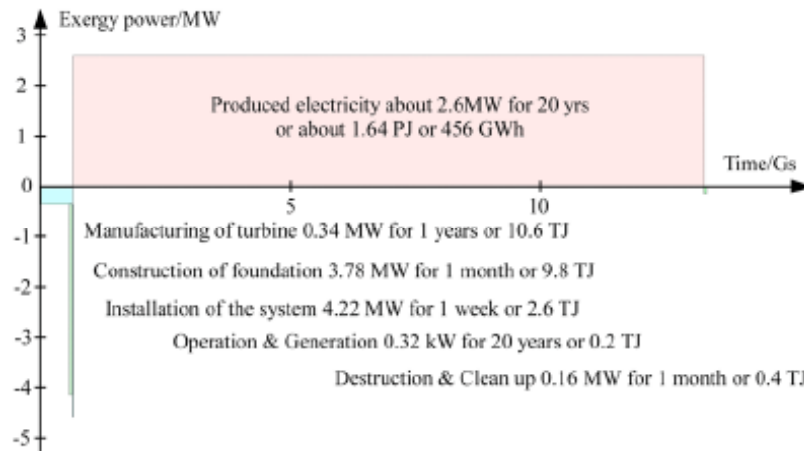 Exergy power/MW
3
2
1
0
-1
-2
-3
-4
-5
Produced electricity about 2.6MW for 20 yrs
or about 1.64 PJ or 456 GWh
Time/Gs
5
10
Manufacturing of turbine 0.34 MW for 1 years or 10.6 TJ
Construction of foundation 3.78 MW for 1 month or 9.8 TJ
Installation of the system 4.22 MW for 1 week or 2.6 TJ
Operation & Generation 0.32 kW for 20 years or 0.2 TJ
Destruction & Clean up 0.16 MW for 1 month or 0.4 TJ